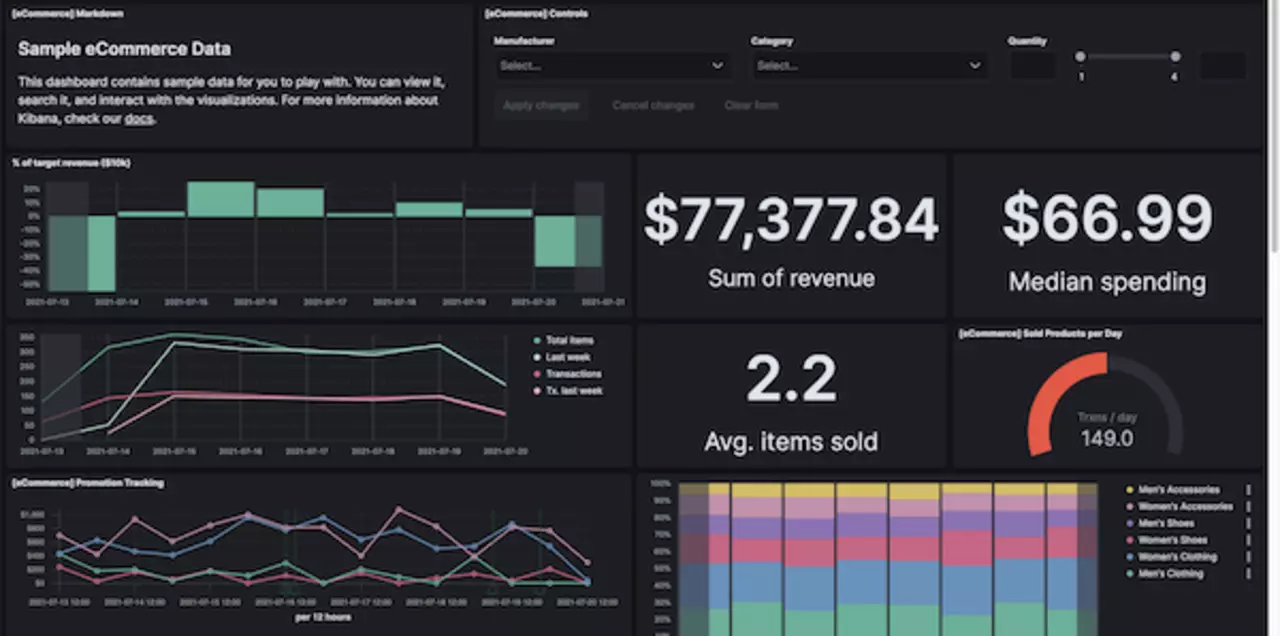 [eCommerce] Markdown
Sample eCommerce Data
This dashboard contains sample data for you to play with. You can view it,
search it, and interact with the visualizations. For more information about
Kibana, check our docs.
[eCommerce] Controls
Manufacturer
Category
Quantity
Select...
Select...
1
4
Apply changes
Cancel changes
Clear form
% of target revenue ($10k)
20%
10%
0%
-10%
-20%
-30%
-40%
-50%
2021-07-13
2021-07-14
2021-07-15
2021-07-16
2021-07-17
2021-07-18
2021-07-19
2021-07-20
2021-07-21
$77,377.84
Sum of revenue
$66.99
Median spending
350
300
250
200
150
100
50
0
2021-07-13
2021-07-14
2021-07-15
2021-07-16
2021-07-17
2021-07-18
2021-07-19
2021-07-20
Total items
Last week
Transactions
Tx. last week
2.2
Avg. items sold
[eCommerce] Sold Products per Day
Trxns / day
149.0
[eCommerce] Promotion Tracking
$1,000
$800
$600
$400
$200
$0
2021-07-13 12:00
2021-07-14 12:00
2021-07-15 12:00
2021-07-16 12:00
2021-07-17 12:00
2021-07-18 12:00
2021-07-19 12:00
2021-07-20 12:00
per 12 hours
100%
90%
80%
70%
60%
50%
40%
30%
20%
10%
Men's Accessories
Women's Accessories
Men's Shoes
Women's Shoes
Women's Clothing
Men's Clothing